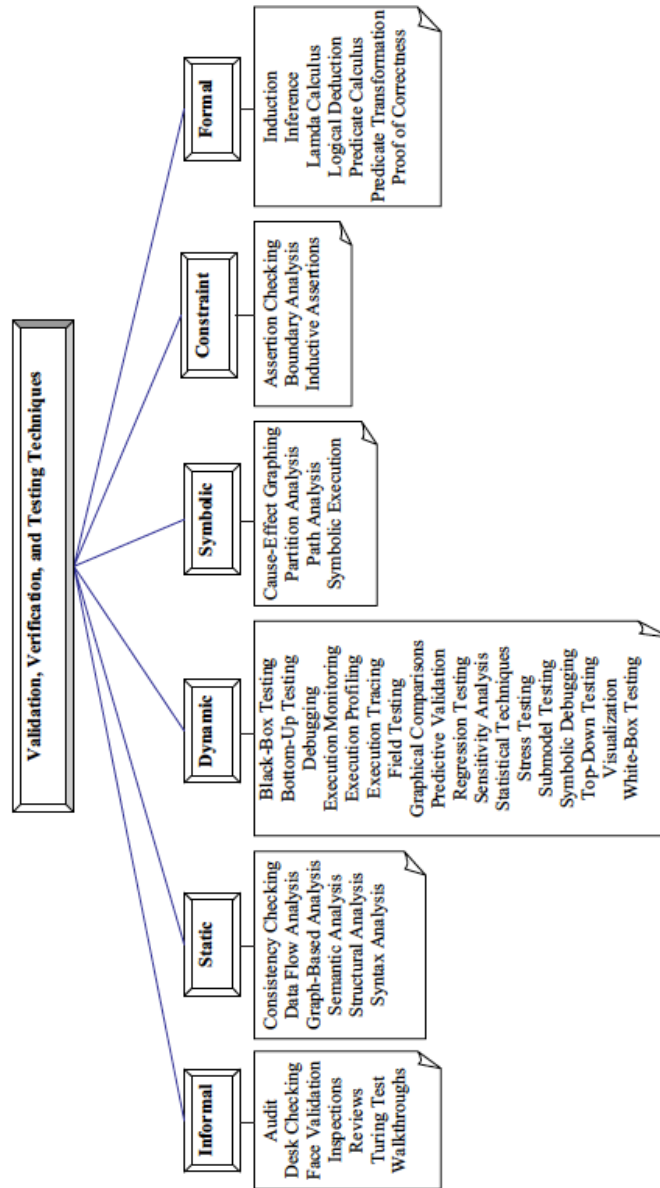 Validation, Verification, and Testing Techniques
Informal
Audit
Desk Checking
Face Validation
Inspections
Reviews
Turing Test
Walkthroughs
Static
Consistency Checking
Data Flow Analysis
Graph-Based Analysis
Semantic Analysis
Structural Analysis
Syntax Analysis
Dynamic
Black-Box Testing
Bottom-Up Testing
Debugging
Execution Monitoring
Execution Profiling
Execution Tracing
Field Testing
Graphical Comparisons
Predictive Validation
Regression Testing
Sensitivity Analysis
Statistical Techniques
Stress Testing
Submodel Testing
Symbolic Debugging
Top-Down Testing
Visualization
White-Box Testing
Symbolic
Cause-Effect Graphing
Partition Analysis
Path Analysis
Symbolic Execution
Constraint
Assertion Checking
Boundary Analysis
Inductive Assertions
Formal
Induction
Inference
Lamda Calculus
Logical Deduction
Predicate Calculus
Predicate Transformation
Proof of Correctness